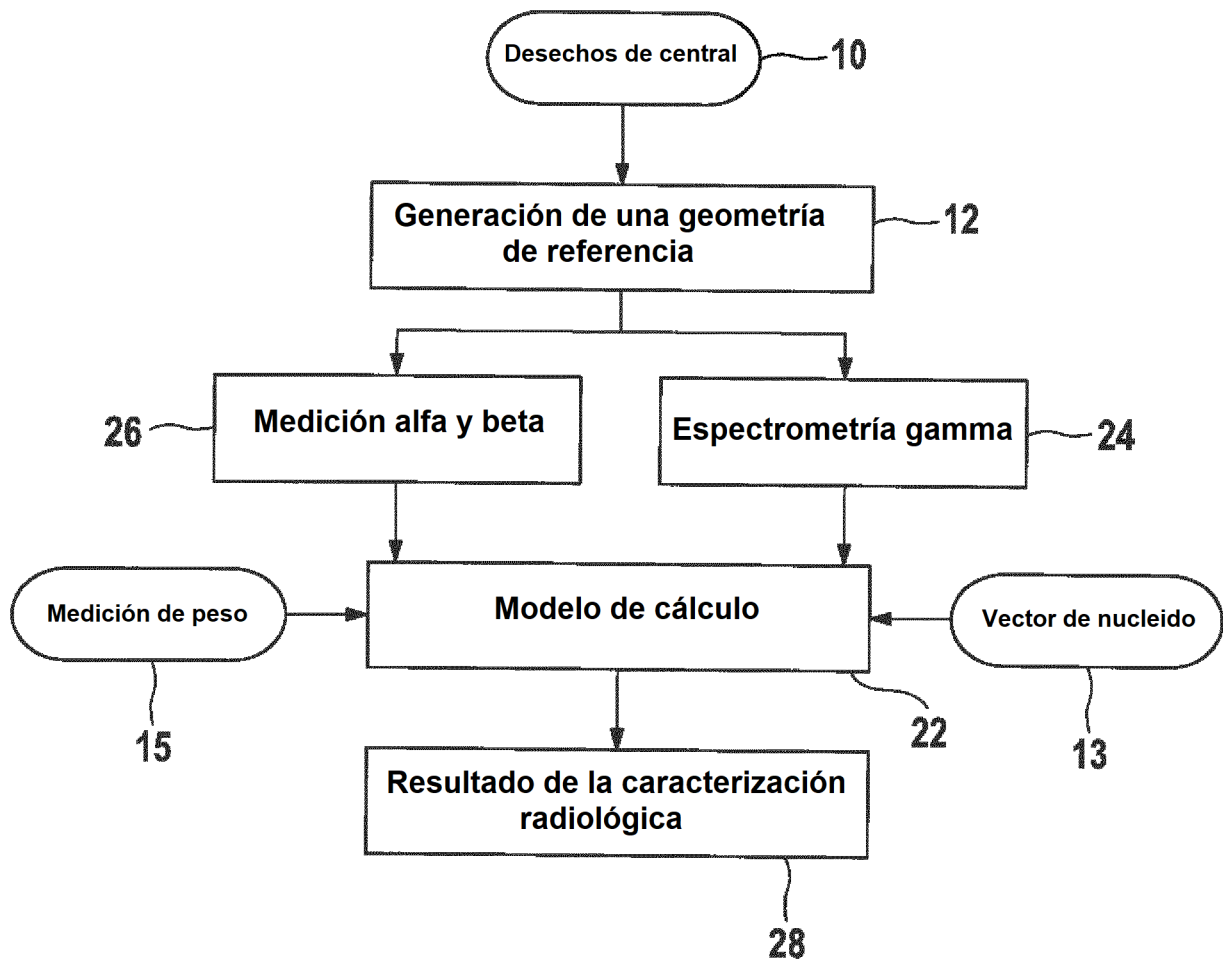 Desechos de central
10
Generación de una geometría
de referencia
12
Medición alfa y beta
26
Espectrometría gamma
24
Medición de peso
15
Modelo de cálculo
22
Vector de nucleido
13
Resultado de la caracterización
radiológica
28